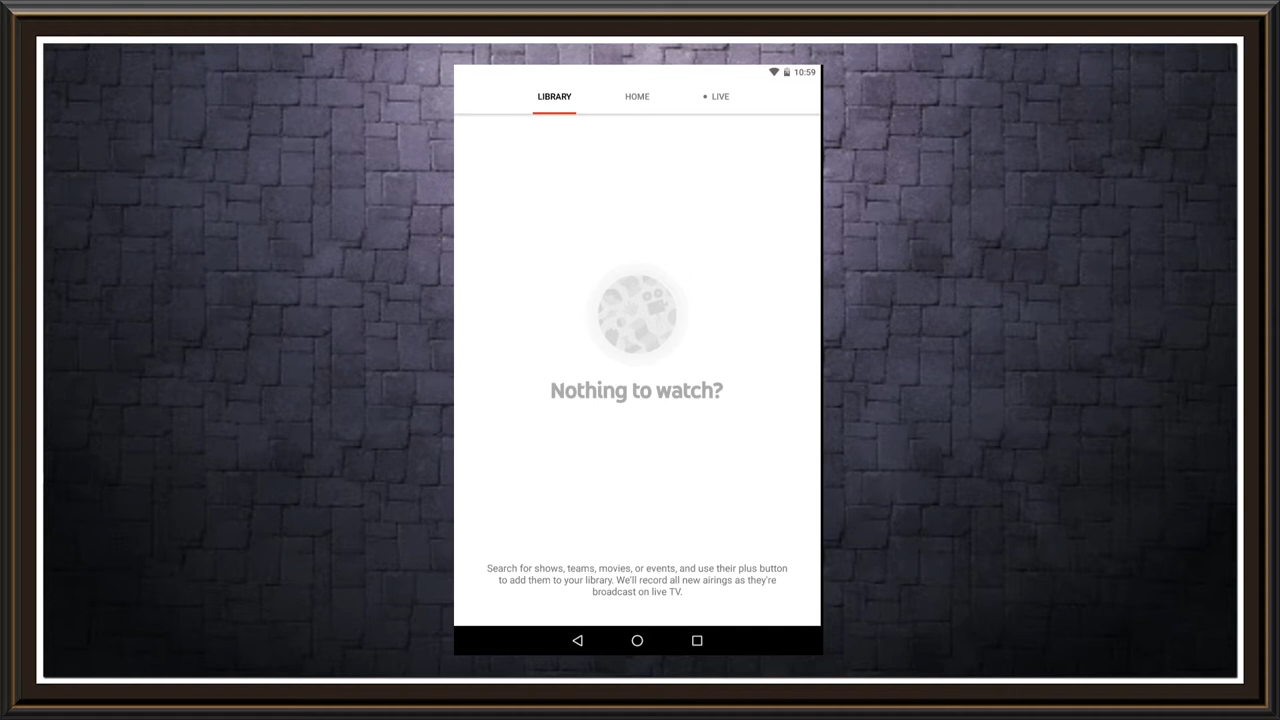 10:59
LIBRARY HOME • LIVE
Nothing to watch?
Search for shows, teams, movies, or events, and use their plus button
to add them to your library. We'll record all new airings as they're
broadcast on live TV.